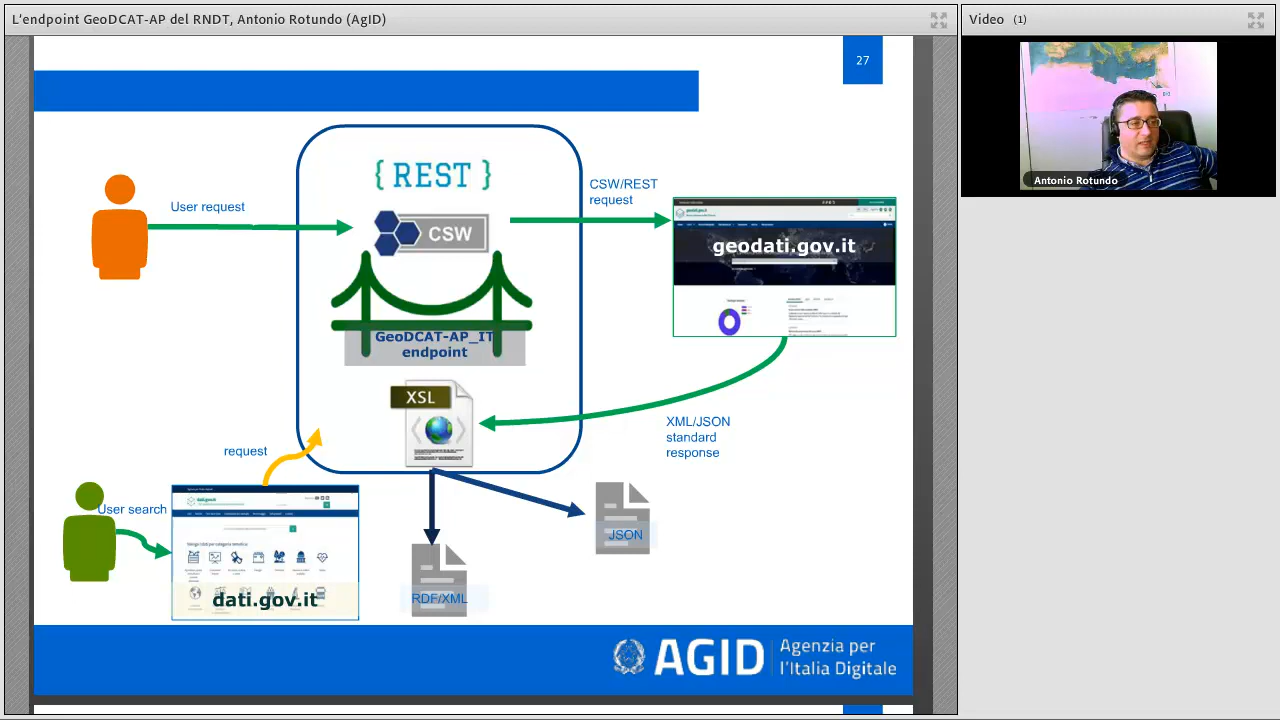 L'endpoint GeoDCAT-AP del RNDT, Antonio Rotundo (AgID)
Video (1)
27
Antonio Rotundo
{ REST }
CSW/REST
request
User request
CSW
geodati.gov.it
GeoDCAT-AP_IT
endpoint
XSL
XML/JSON
standard
response
request
User search
dati.gov.it
JSON
RDF/XML
AGID
Agenzia per
l'Italia Digitale